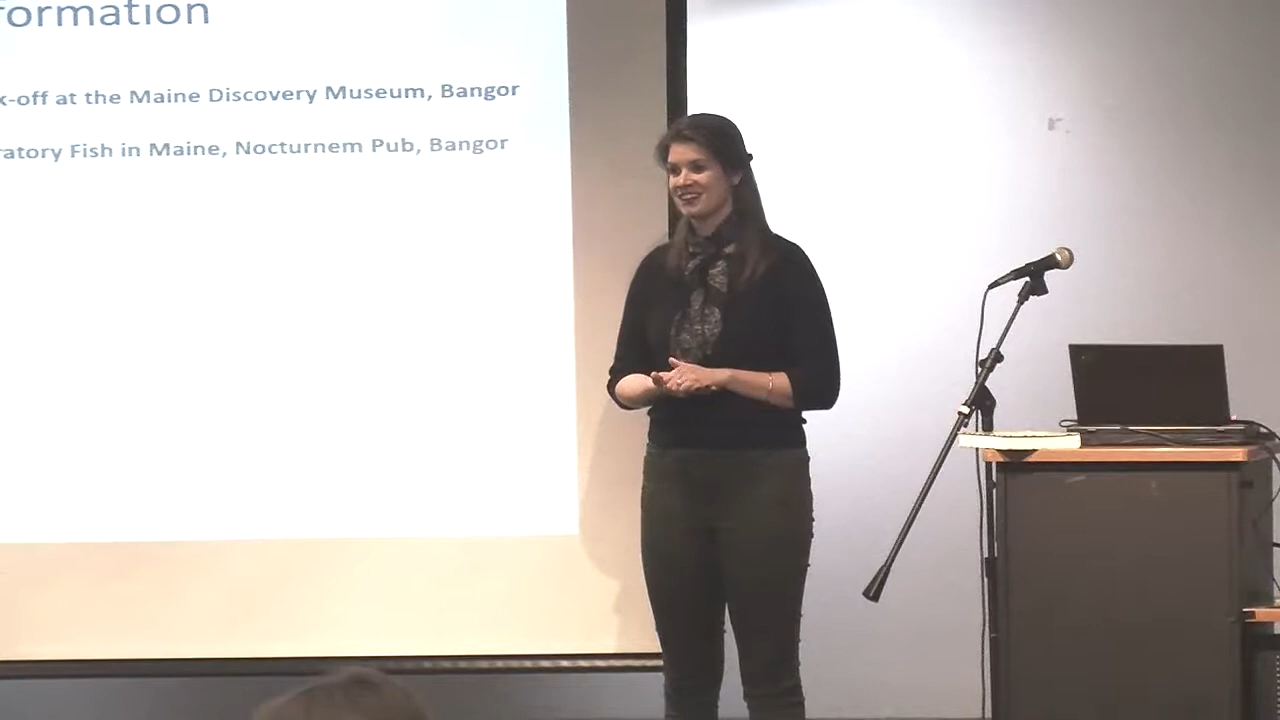 formation
k-off at the Maine Discovery Museum, Bangor
ratory Fish in Maine, Nocturnem Pub, Bangor